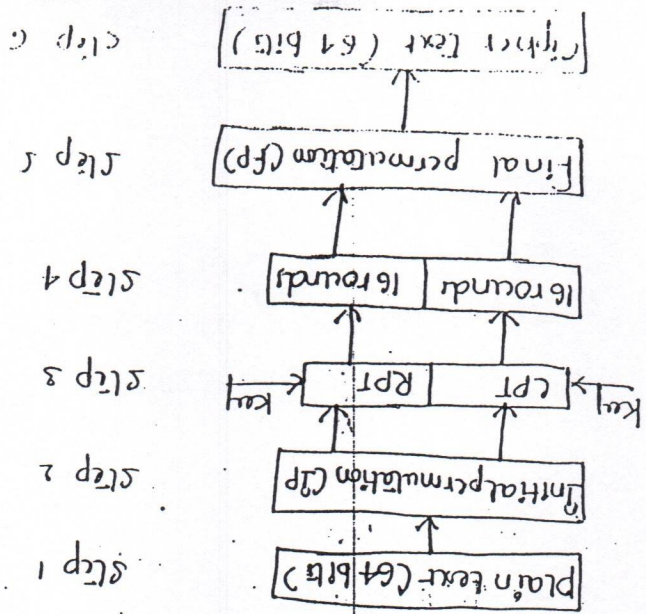 Plain text (64 bits) Step 1
Initial permutation (IP Step 2
Key LPT RPT Key Step 3
16 rounds 16 rounds Step 4
Final permutation (FP) Step 5
Cipher text (64 bits) Step 6